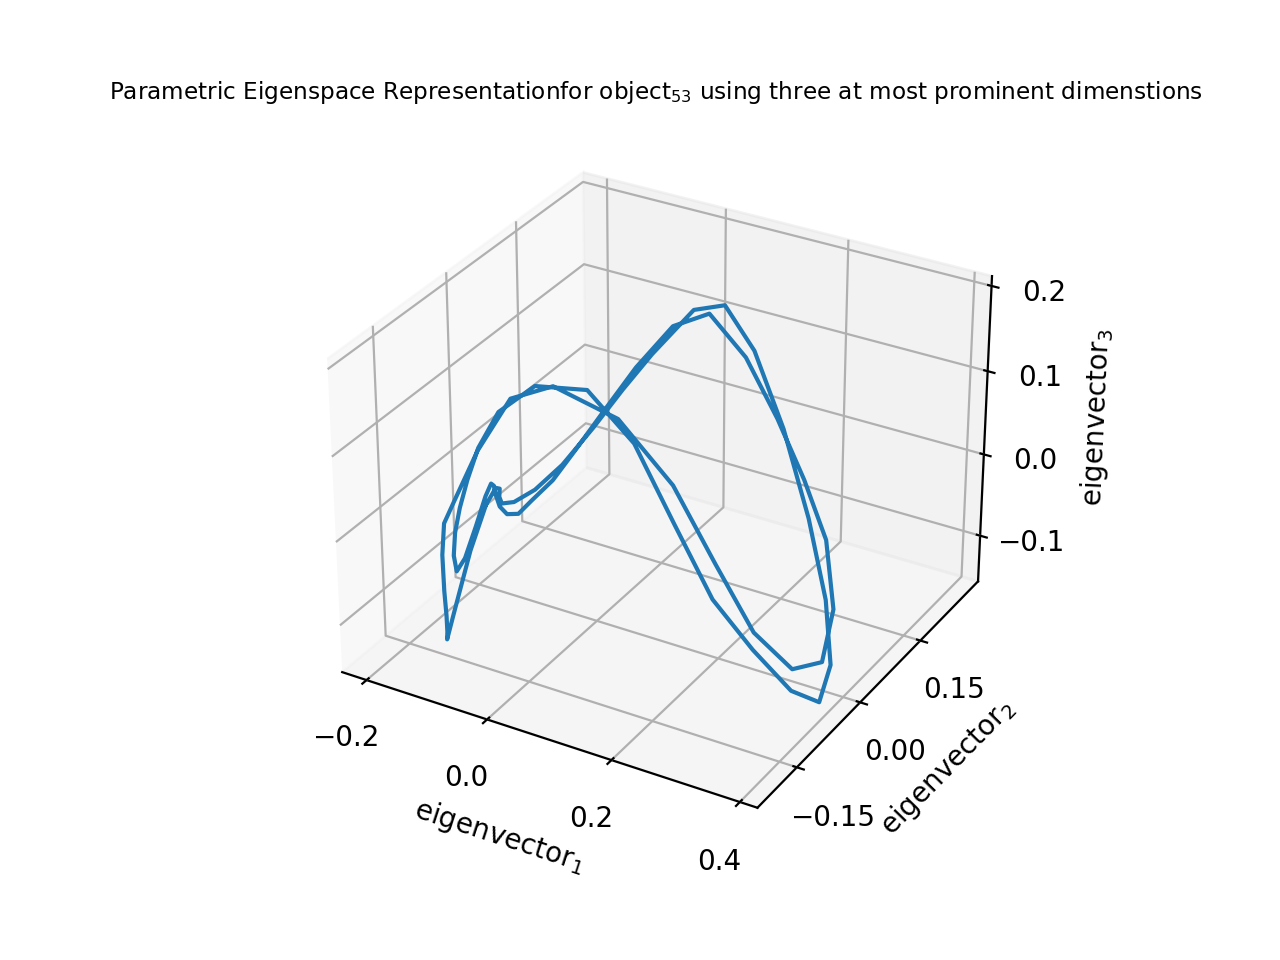 Parametric Eigenspace Representationfor object₅₃ using three at most prominent dimenstions
0.2
0.1
0.0
−0.1
eigenvector₃
0.15
0.00
−0.15
eigenvector₂
−0.2
0.0
0.2
0.4
eigenvector₁